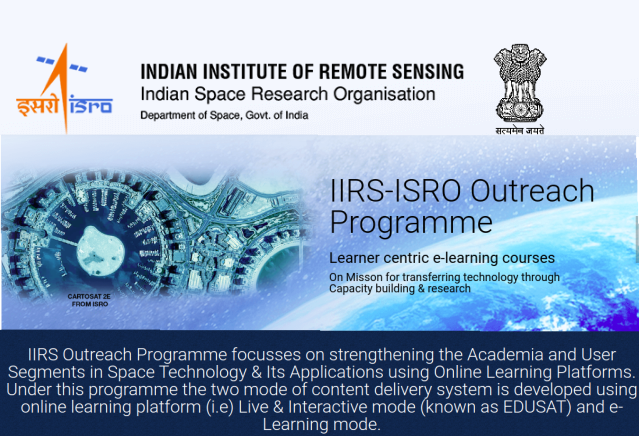 इसरो isro
INDIAN INSTITUTE OF REMOTE SENSING
Indian Space Research Organisation
Department of Space, Govt. of India
सत्यमेव जयते
IIRS-ISRO Outreach
Programme
Learner centric e-learning courses
On Misson for transferring technology through
Capacity building & research
CARTOSAT 2E
FROM ISRO
IIRS Outreach Programme focusses on strengthening the Academia and User
Segments in Space Technology & Its Applications using Online Learning Platforms.
Under this programme the two mode of content delivery system is developed using
online learning platform (i.e) Live & Interactive mode (known as EDUSAT) and e-
Learning mode.